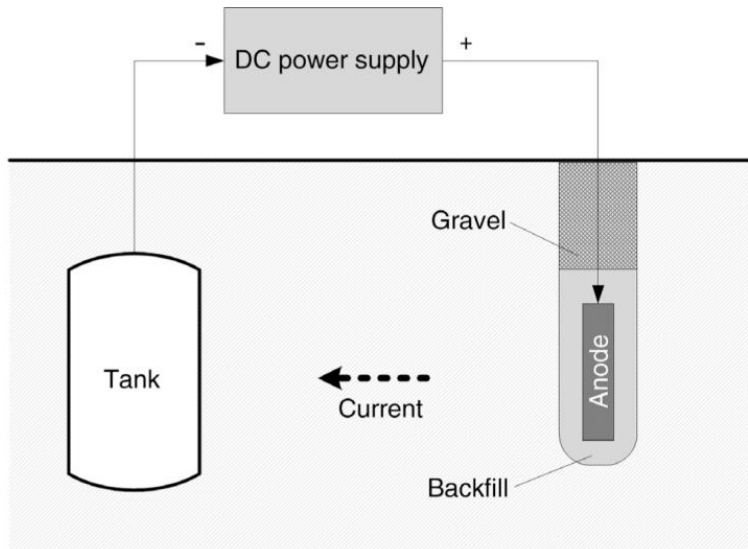 -
DC power supply
+
Gravel
Tank
Anode
Current
Backfill